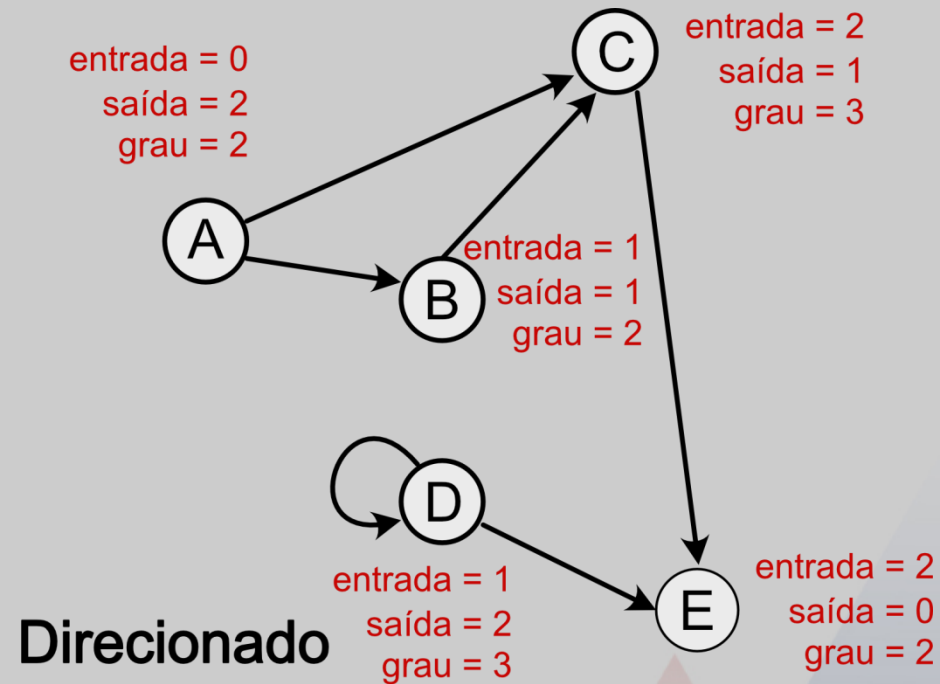 entrada = 0
saída = 2
grau = 2
C
entrada = 2
saída = 1
grau = 3
A
B
entrada = 1
saída = 1
grau = 2
D
entrada = 1
saída = 2
grau = 3
E
entrada = 2
saída = 0
grau = 2
Direcionado